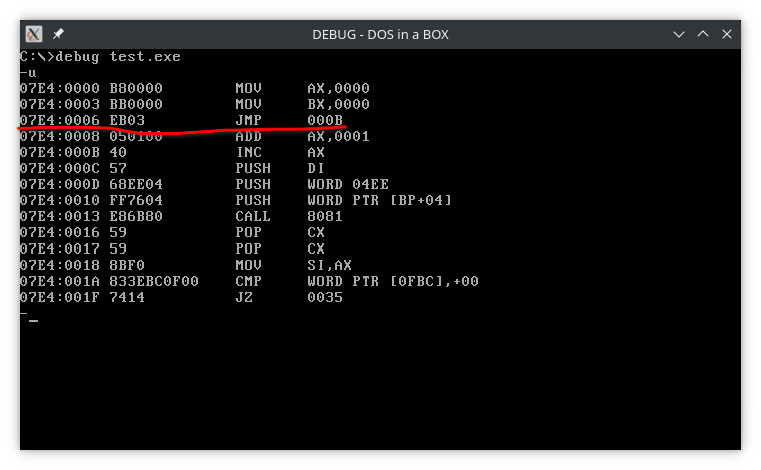 DEBUG - DOS in a BOX
C:\>debug test.exe
-u
07E4:0000 B80000 MOV AX,0000
07E4:0003 BB0000 MOV BX,0000
07E4:0006 EB03 JMP 000B
07E4:0008 050100 ADD AX,0001
07E4:000B 40 INC AX
07E4:000C 57 PUSH DI
07E4:000D 68EE04 PUSH WORD 04EE
07E4:0010 FF7604 PUSH WORD PTR [BP+04]
07E4:0013 E86B80 CALL 8081
07E4:0016 59 POP CX
07E4:0017 59 POP CX
07E4:0018 8BF0 MOV SI,AX
07E4:001A 833EBC0F00 CMP WORD PTR [0FBC],+00
07E4:001F 7414 JZ 0035
-_